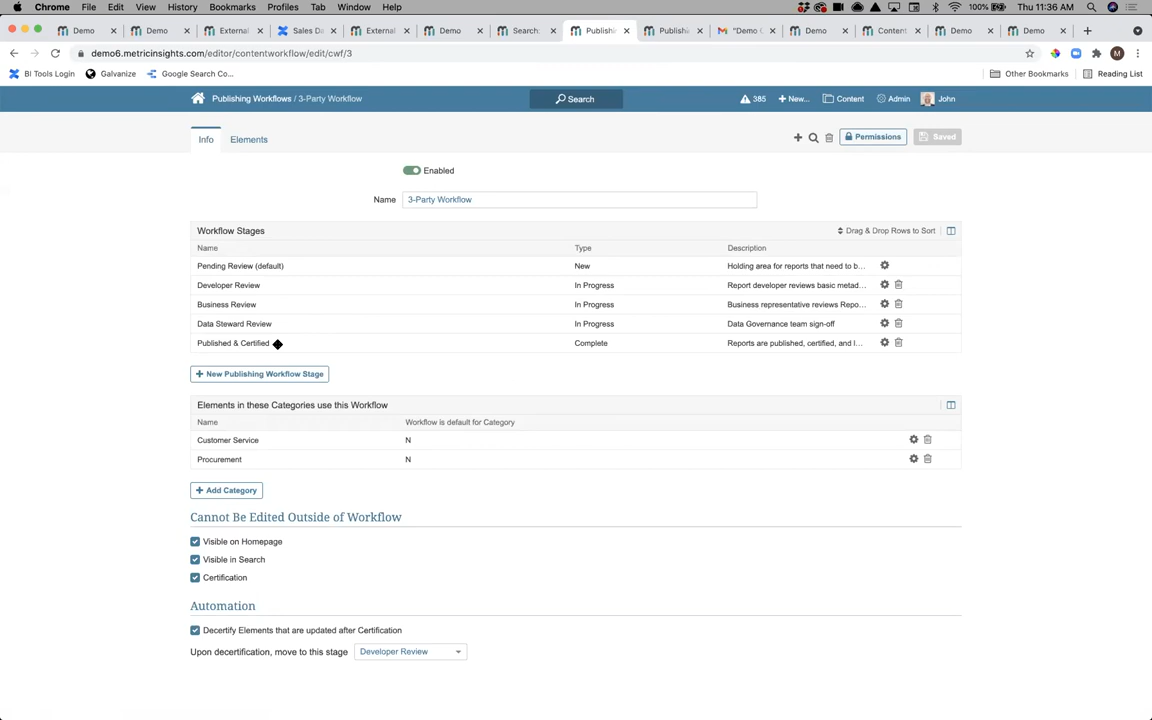 Chrome File Edit View History Bookmarks Profiles Tab Window Help 100% Thu 11:36 AM
Demo Demo External Sales Da External Demo Search: Publishi Publishi "Demo Demo Content Demo Demo
demo6.metricinsights.com/editor/contentworkflow/edit/cwf/3 M
BI Tools Login Galvanize Google Search Co... Other Bookmarks Reading List
Publishing Workflows / 3-Party Workflow Search 385 + New... Content Admin John
Info Elements + Permissions Saved
Enabled
Name 3-Party Workflow
Workflow Stages Drag & Drop Rows to Sort
Name Type Description
Pending Review (default) New Holding area for reports that need to b...
Developer Review In Progress Report developer reviews basic metad...
Business Review In Progress Business representative reviews Repo...
Data Steward Review In Progress Data Governance team sign-off
Published & Certified Complete Reports are published, certified, and l...
+ New Publishing Workflow Stage
Elements in these Categories use this Workflow
Name Workflow is default for Category
Customer Service N
Procurement N
+ Add Category
Cannot Be Edited Outside of Workflow
Visible on Homepage
Visible in Search
Certification
Automation
Decertify Elements that are updated after Certification
Upon decertification, move to this stage Developer Review